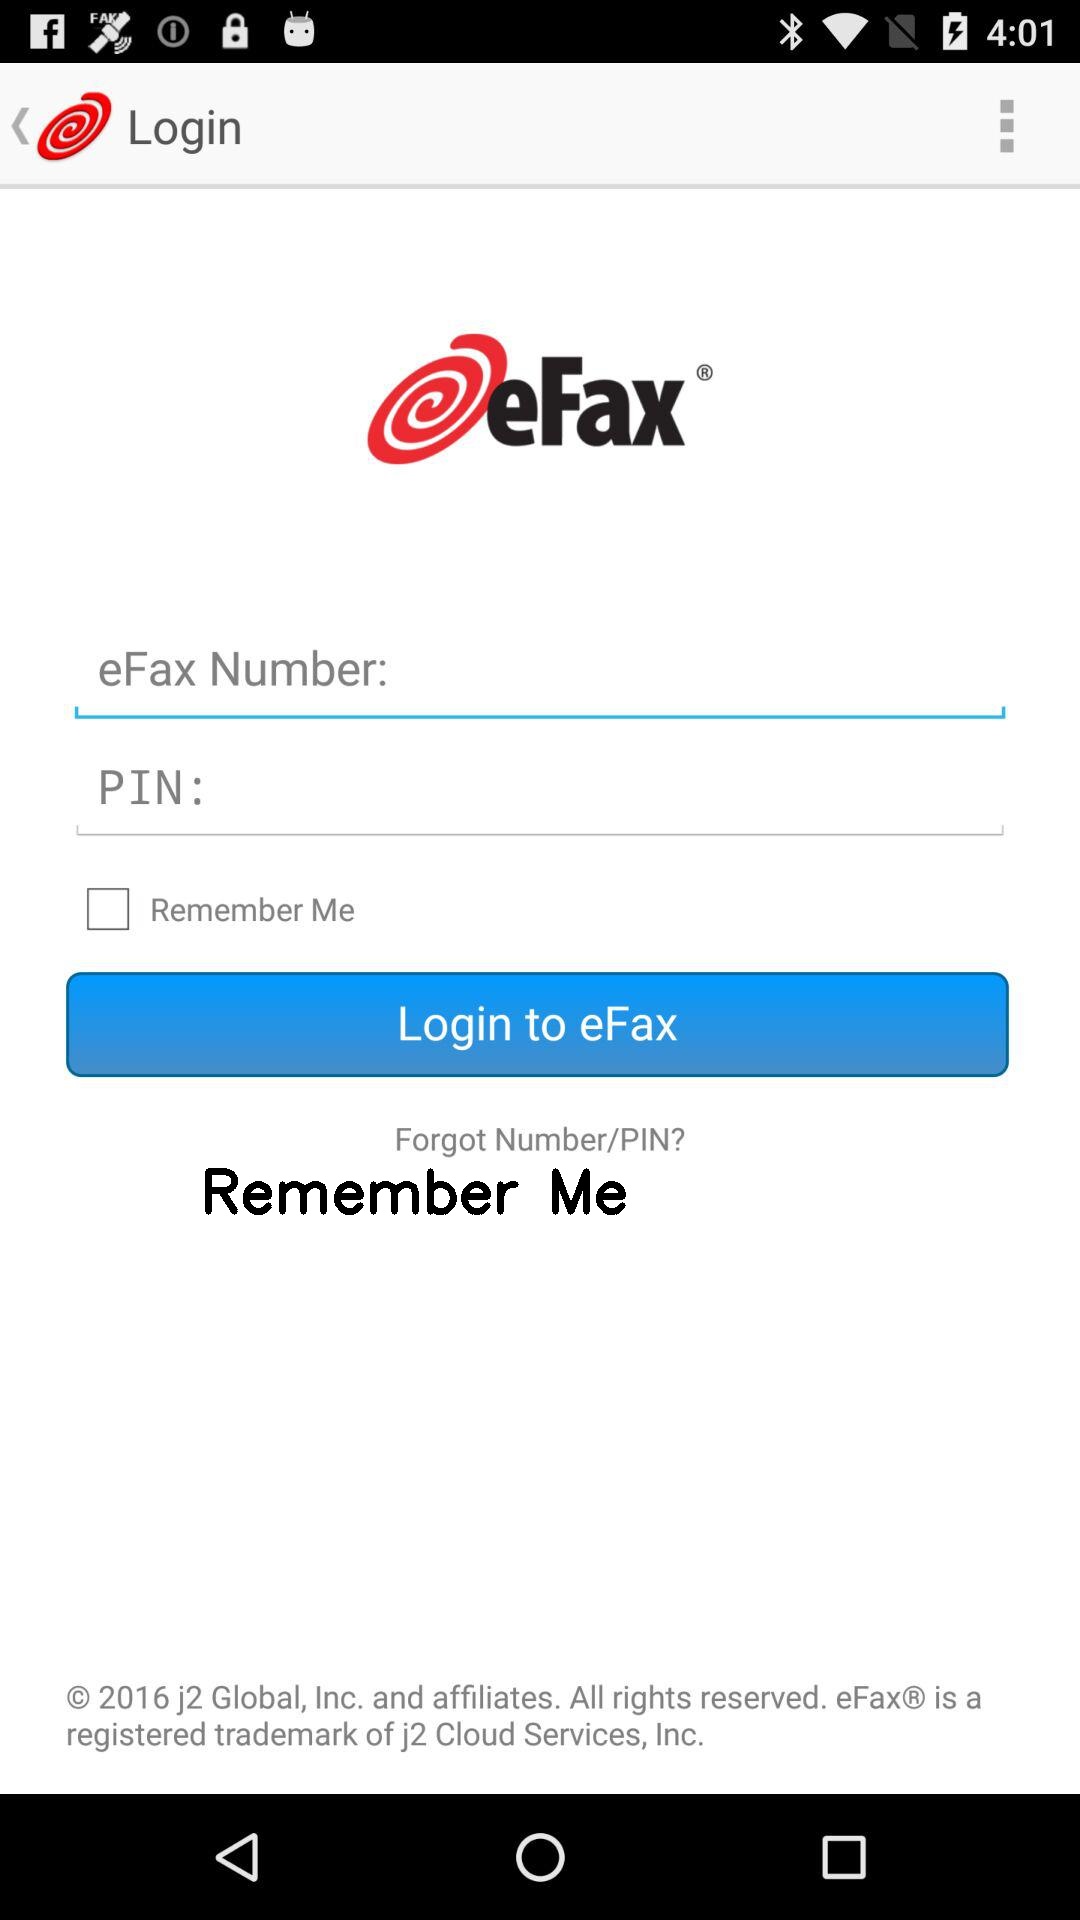 FAKE
4:01
Login
eFax ®
eFax Number:
PIN:
Remember Me
Login to eFax
Forgot Number/PIN?
Remember Me
© 2016 j2 Global, Inc. and affiliates. All rights reserved. eFax® is a
registered trademark of j2 Cloud Services, Inc.